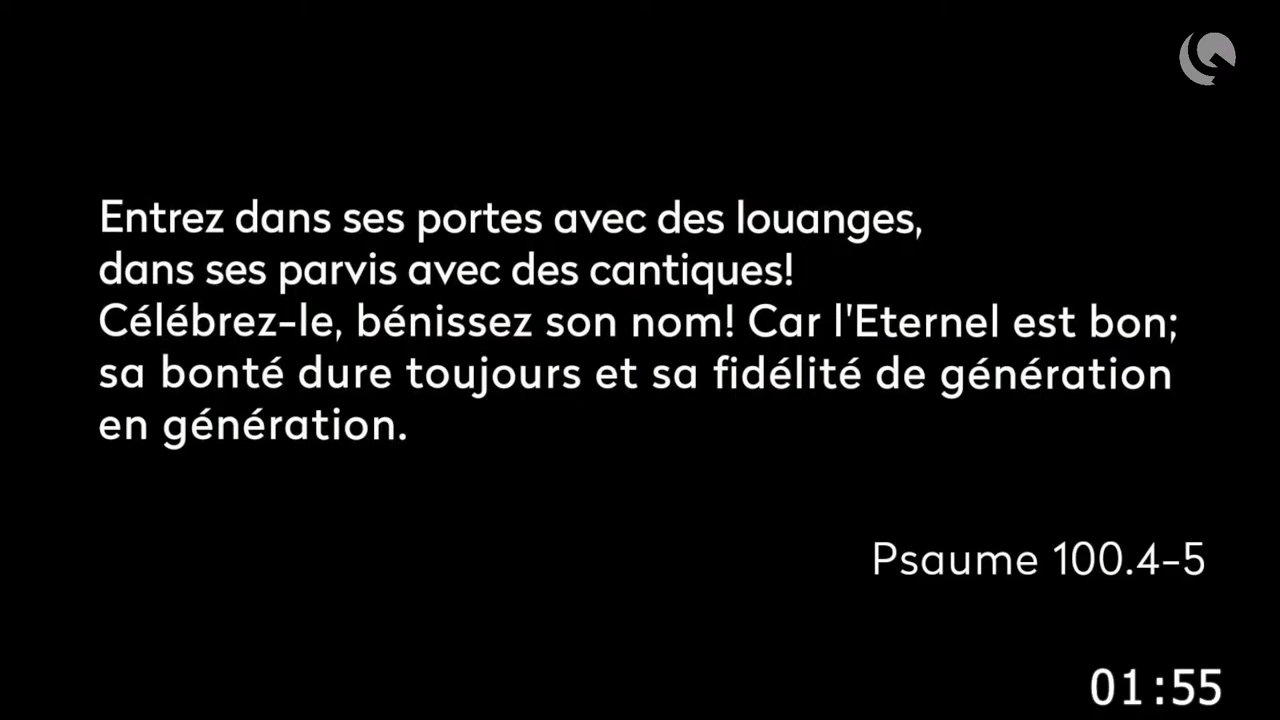 Entrez dans ses portes avec des louanges,
dans ses parvis avec des cantiques!
Célébrez-le, bénissez son nom! Car l'Eternel est bon;
sa bonté dure toujours et sa fidélité de génération
en génération.
Psaume 100.4-5
01:55